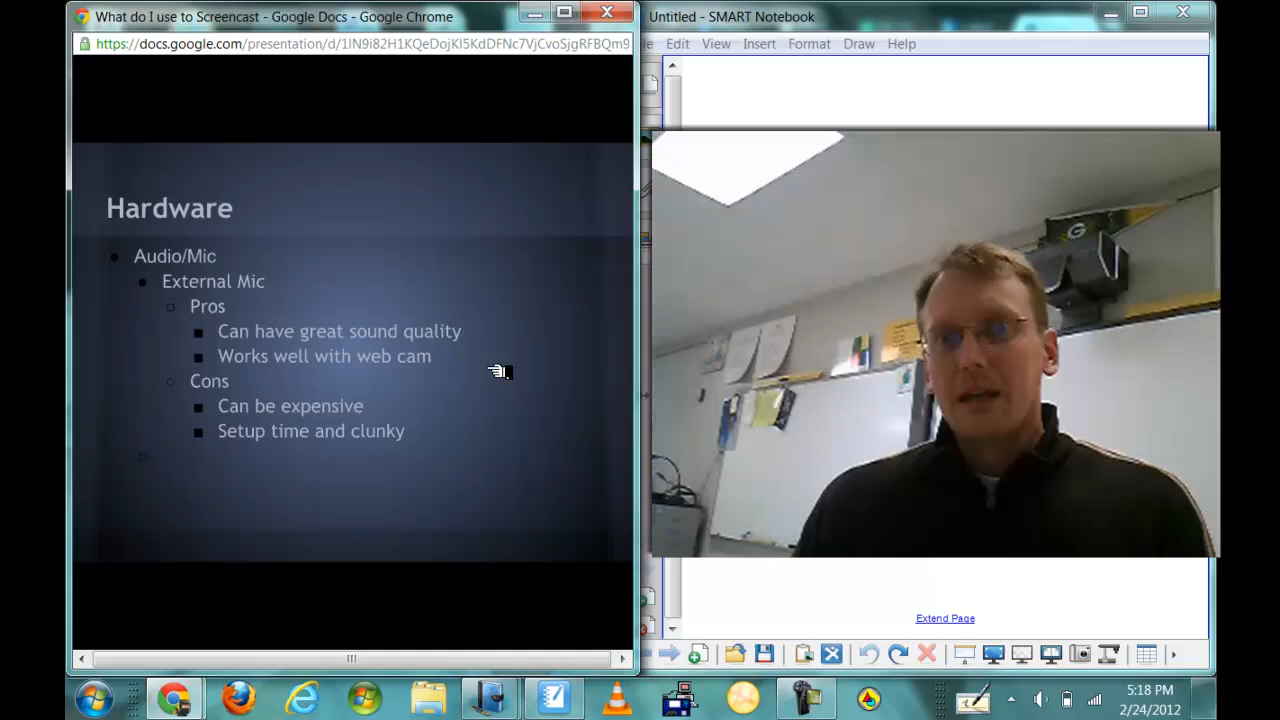 What do I use to Screencast - Google Docs - Google Chrome
https://docs.google.com/presentation/d/1lN9i82H1KQeDojKl5KdDFNc7VjCvoSjgRFBQm9
Hardware
Audio/Mic
External Mic
Pros
Can have great sound quality
Works well with web cam
Cons
Can be expensive
Setup time and clunky
Untitled - SMART Notebook
Edit View Insert Format Draw Help
G
Extend Page
5:18 PM
2/24/2012